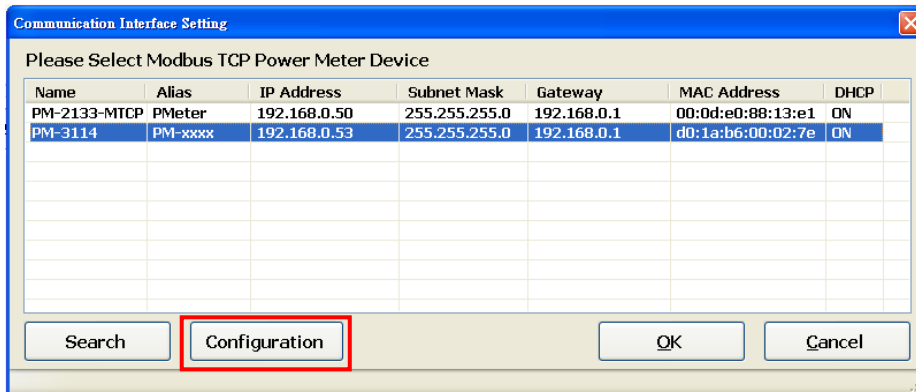 Communication Interface Setting
Please Select Modbus TCP Power Meter Device
Name Alias IP Address Subnet Mask Gateway MAC Address DHCP
PM-2133-MTCP PMeter 192.168.0.50 255.255.255.0 192.168.0.1 00:0d:e0:88:13:e1 ON
PM-3114 PM-xxxx 192.168.0.53 255.255.255.0 192.168.0.1 d0:1a:b6:00:02:7e ON
Search Configuration OK Cancel